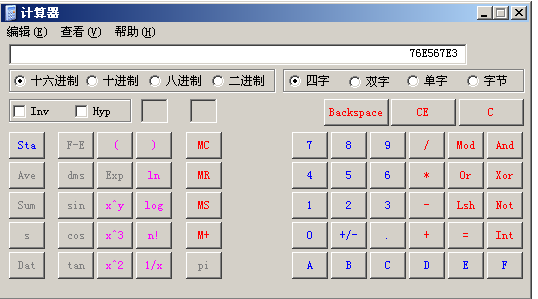 计算器
编辑(E) 查看(V) 帮助(H)
76E567E3
十六进制 十进制 八进制 二进制 四字 双字 单字 字节
Inv Hyp Backspace CE C
Sta F-E ( ) MC 7 8 9 / Mod And
Ave dms Exp ln MR 4 5 6 * Or Xor
Sum sin x^y log MS 1 2 3 - Lsh Not
s cos x^3 n! M+ 0 +/- . + = Int
Dat tan x^2 1/x pi A B C D E F